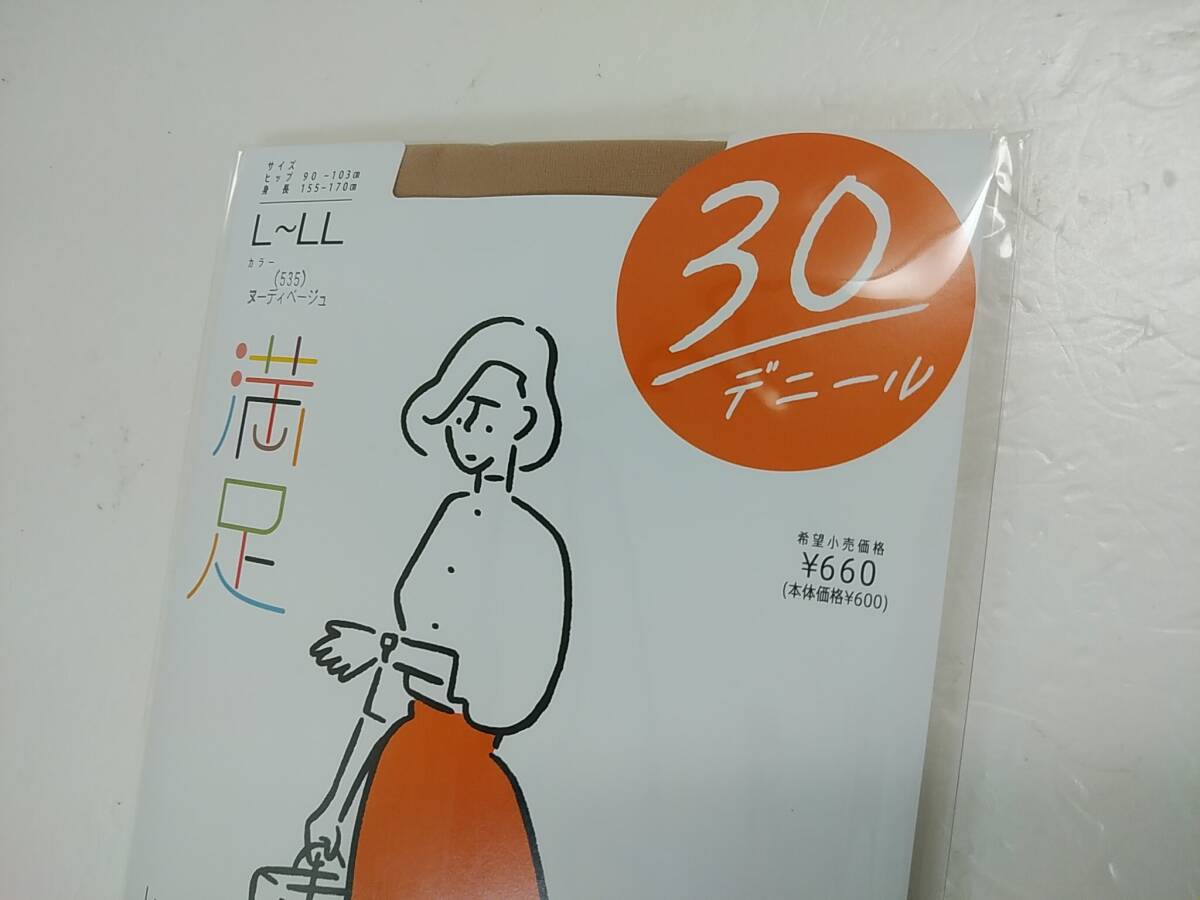 サイズ
ヒップ 90-103㎝
身長 155-170㎝
L~LL
カラー
(535)
ヌーディベージュ
満足
30
デニール
希望小売価格
¥660
(本体価格¥600)